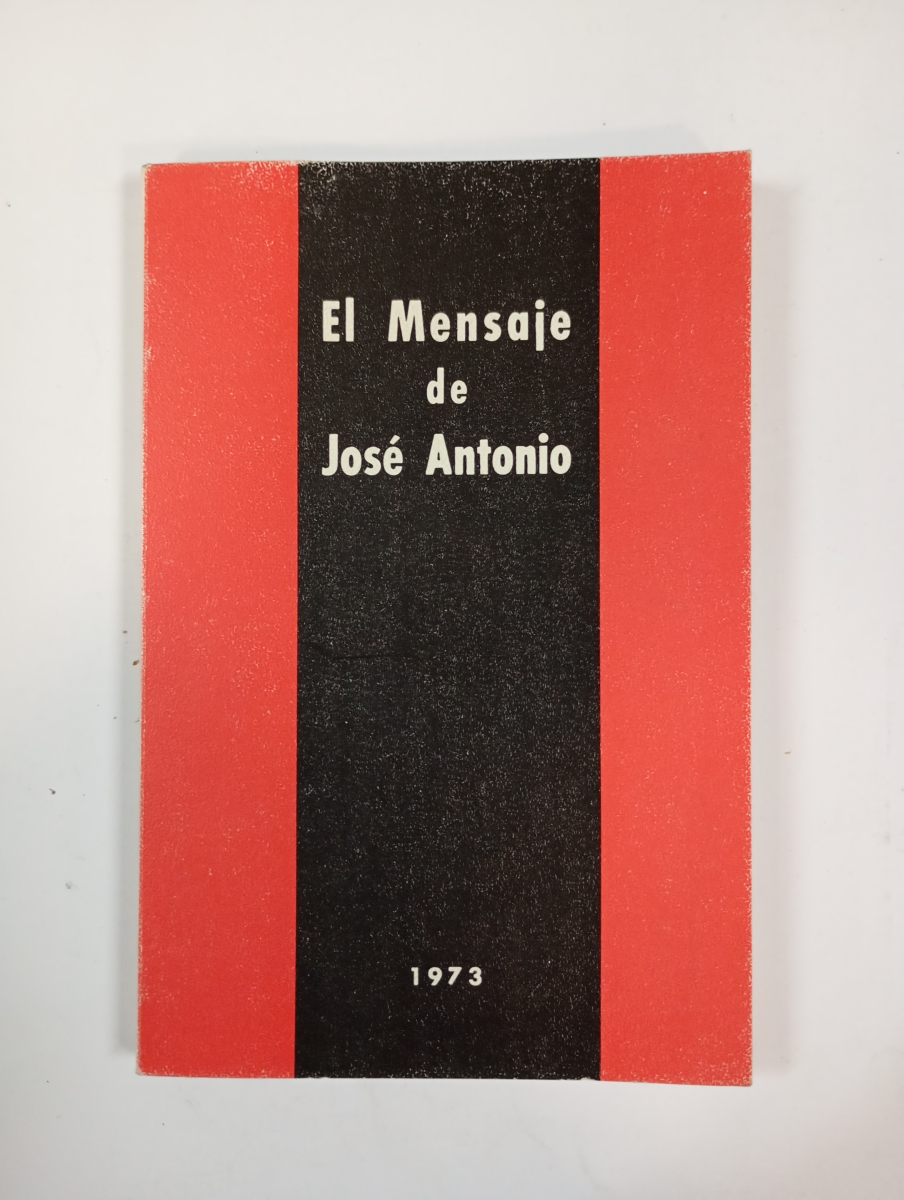 El Mensaje
de
José Antonio
1973